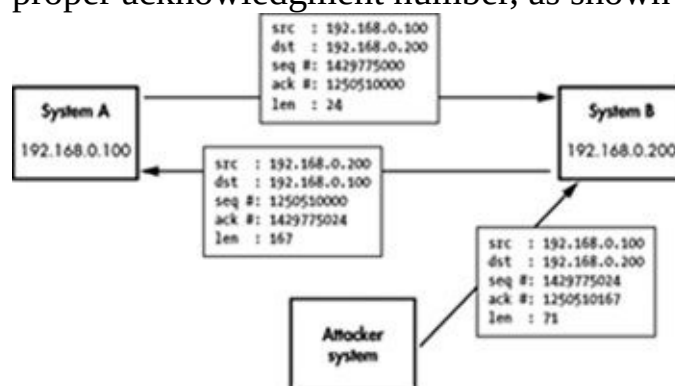 proper acknowledgment number, as shown
src : 192.168.0.100
dst : 192.168.0.200
seq #: 1429775000
ack #: 1250510000
len : 24
System A
192.168.0.100
System B
192.168.0.200
src : 192.168.0.200
dst : 192.168.0.100
seq #: 1250510000
ack #: 1429775024
len : 167
src : 192.168.0.100
dst : 192.168.0.200
seq #: 1429775024
ack #: 1250510167
len : 71
Attacker
system